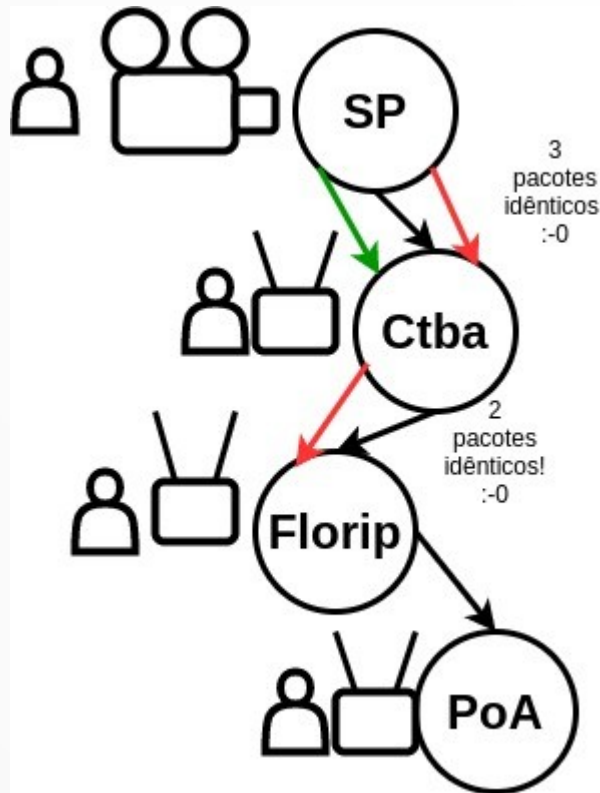 SP
3
pacotes
idênticos
:-0
Ctba
2
pacotes
idênticos!
:-0
Florip
PoA